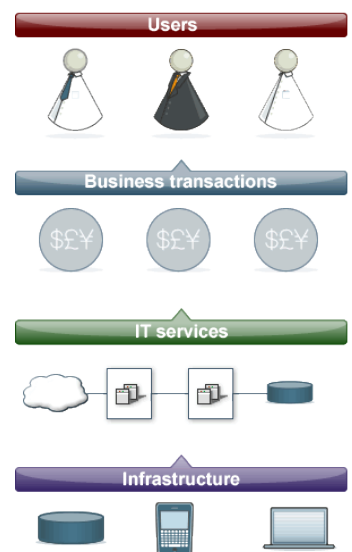 Users
Business transactions
$£¥ $£¥ $£¥
IT services
Infrastructure